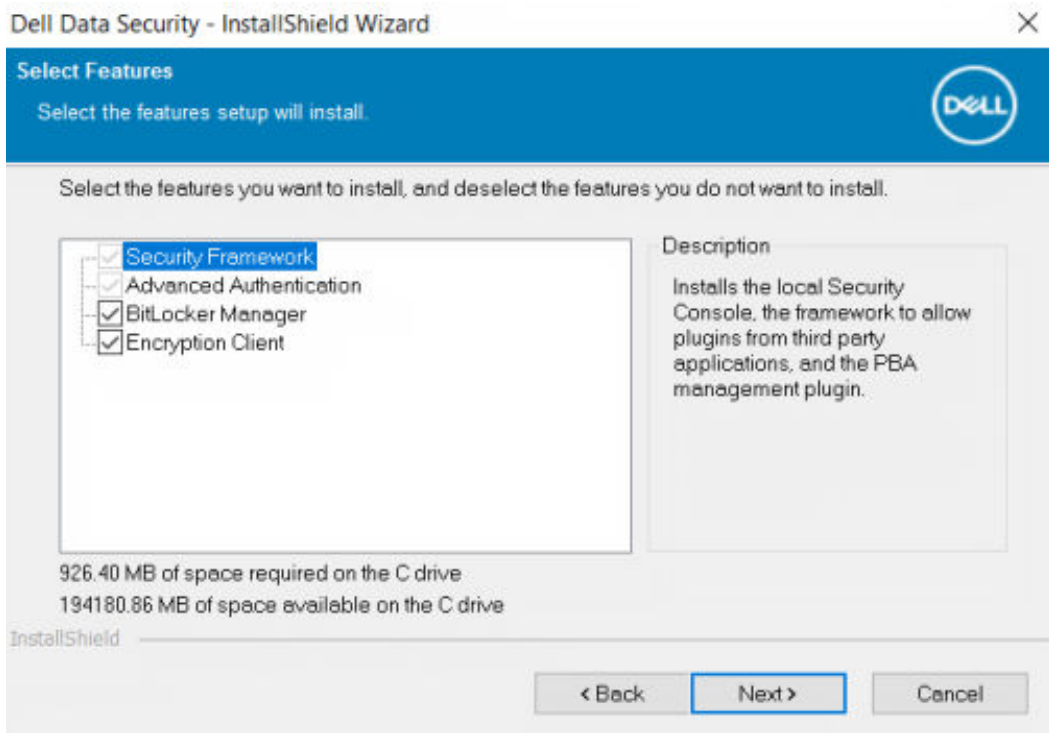 Dell Data Security - InstallShield Wizard
Select Features
Select the features setup will install.
DELL
Select the features you want to install, and deselect the features you do not want to install.
Security Framework
Advanced Authentication
BitLocker Manager
Encryption Client
Description
Installs the local Security
Console, the framework to allow
plugins from third party
applications, and the PBA
management plugin.
926.40 MB of space required on the C drive
194180.86 MB of space available on the C drive
InstallShield
< Back
Next >
Cancel